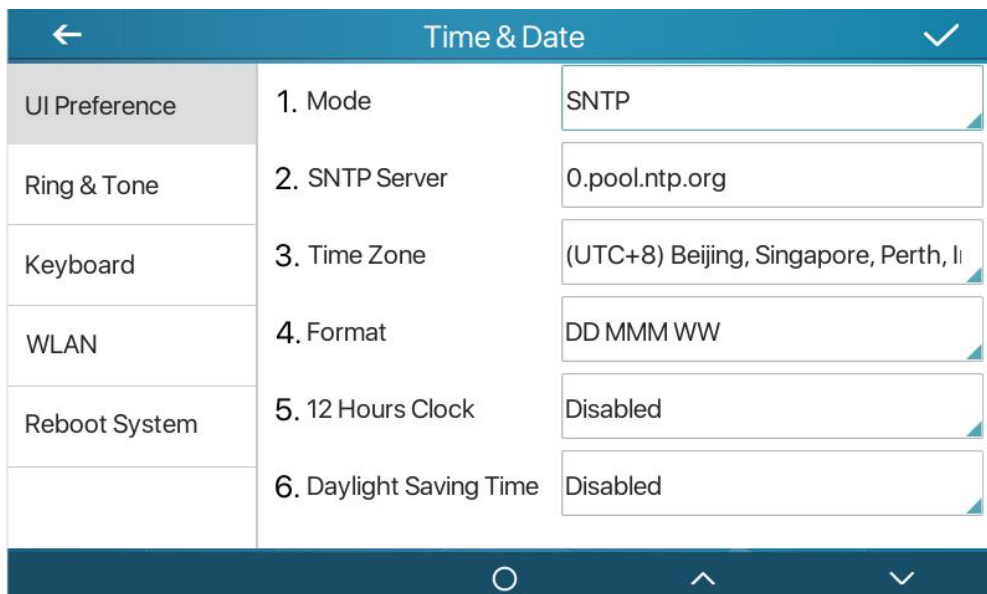 Time & Date
UI Preference
Ring & Tone
Keyboard
WLAN
Reboot System
1. Mode SNTP
2. SNTP Server 0.pool.ntp.org
3. Time Zone (UTC+8) Beijing, Singapore, Perth,
4. Format DD MMM WW
5. 12 Hours Clock Disabled
6. Daylight Saving Time Disabled